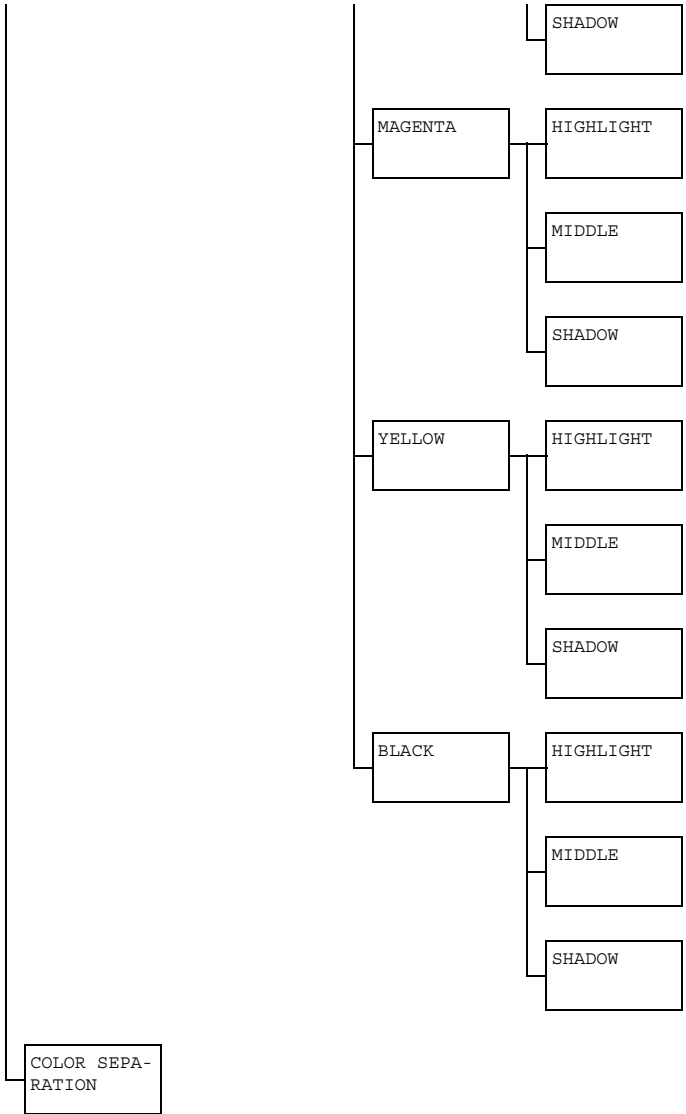 SHADOW
MAGENTA
HIGHLIGHT
MIDDLE
SHADOW
YELLOW
HIGHLIGHT
MIDDLE
SHADOW
BLACK
HIGHLIGHT
MIDDLE
SHADOW
COLOR SEPA-
RATION